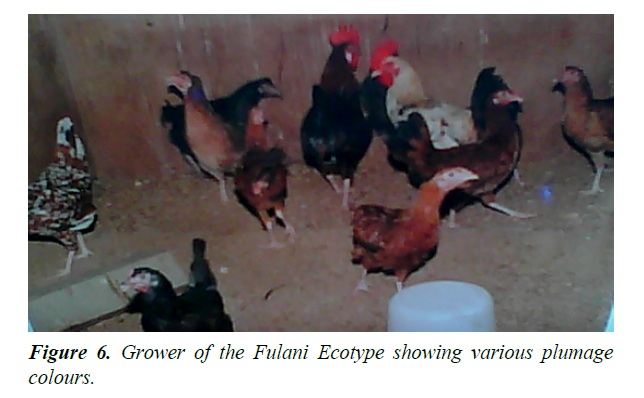 Figure 6. Grower of the Fulani Ecotype showing various plumage
colours.